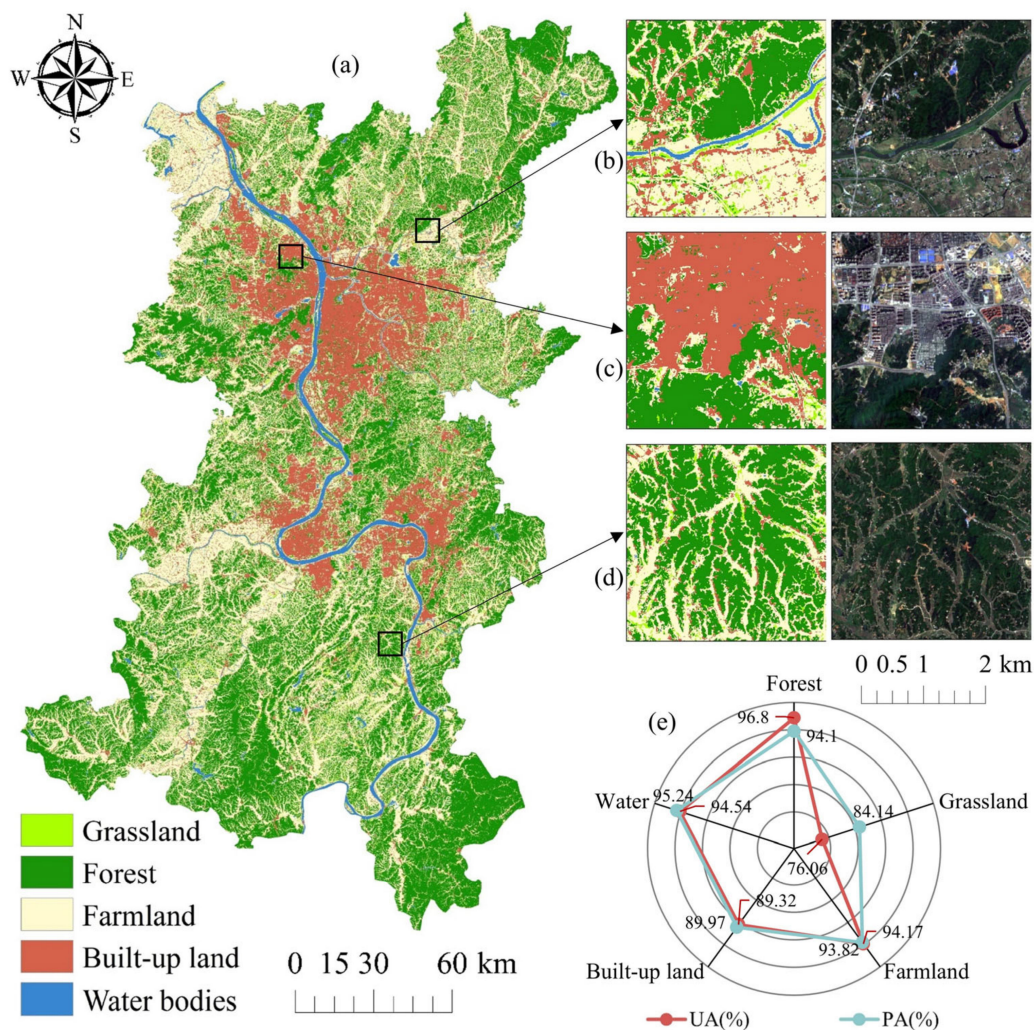 N
W E
S
(a)
(b)
(c)
(d)
0 0.5 1 2 km
Grassland
Forest
Farmland
Built-up land
Water bodies
0 15 30 60 km
(e)
Forest
96.8
94.1
Grassland
84.14
76.06
Water
95.24
94.54
89.32
89.97
Built-up land
94.17
93.82
Farmland
UA(%) PA(%)